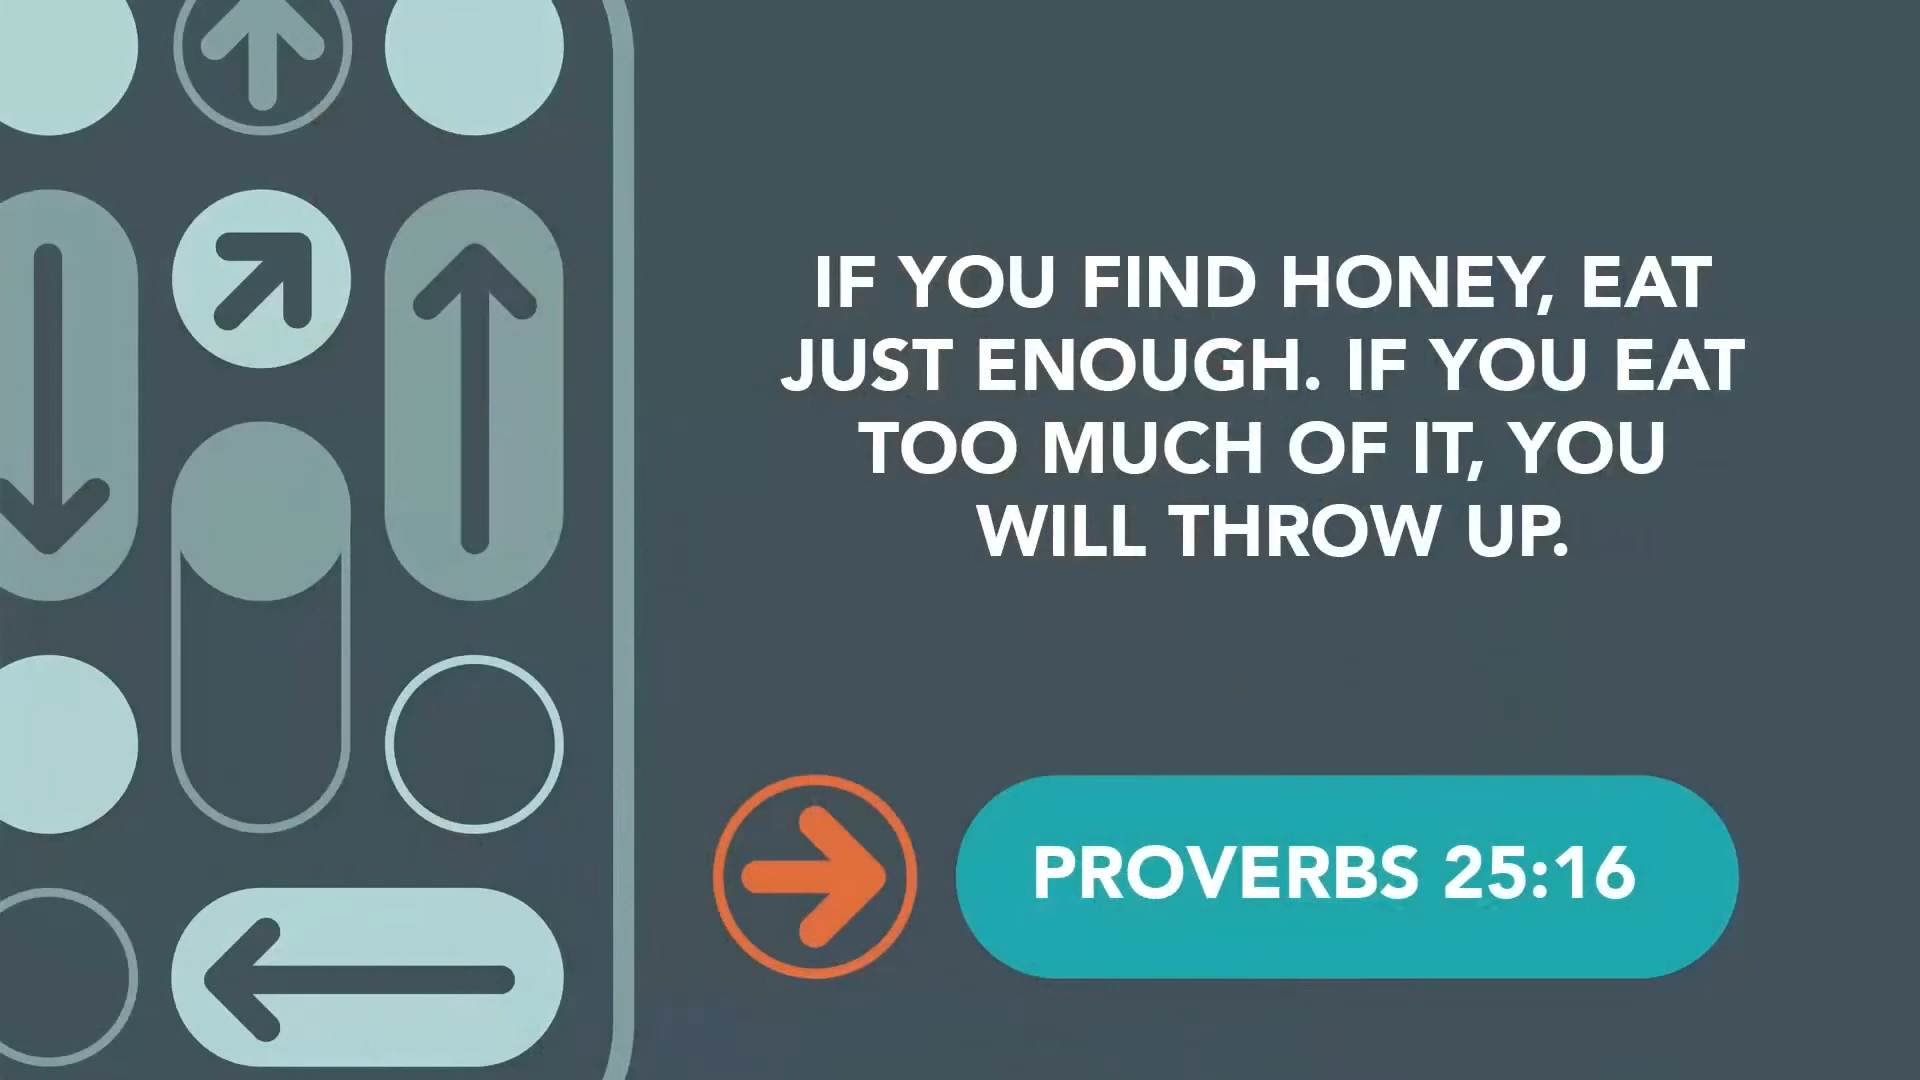 IF YOU FIND HONEY, EAT
JUST ENOUGH. IF YOU EAT
TOO MUCH OF IT, YOU
WILL THROW UP.
PROVERBS 25:16